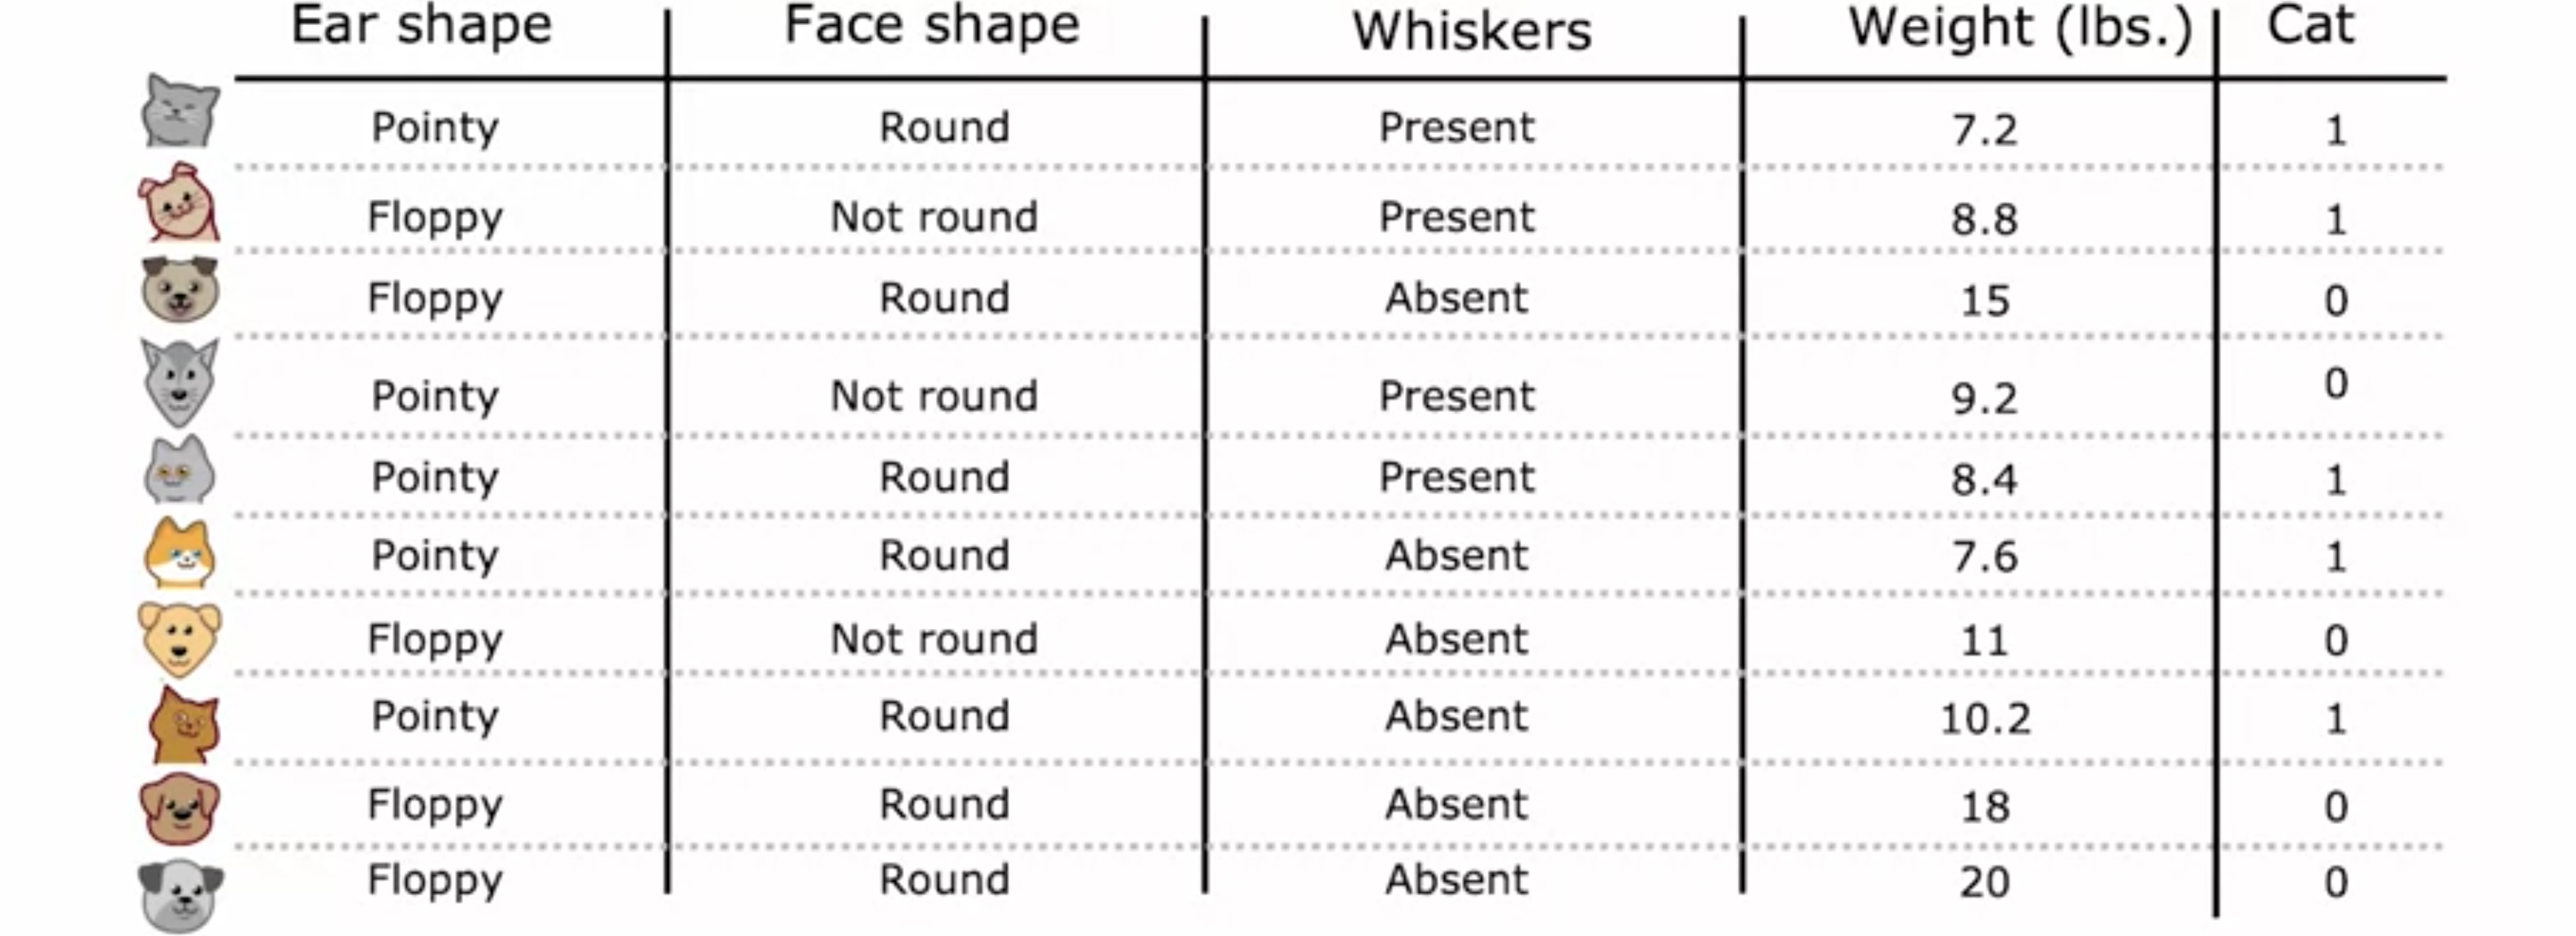 Ear shape Face shape Whiskers Weight (lbs.) Cat
Pointy Round Present 7.2 1
Floppy Not round Present 8.8 1
Floppy Round Absent 15 0
Pointy Not round Present 9.2 0
Pointy Round Present 8.4 1
Pointy Round Absent 7.6 1
Floppy Not round Absent 11 0
Pointy Round Absent 10.2 1
Floppy Round Absent 18 0
Floppy Round Absent 20 0